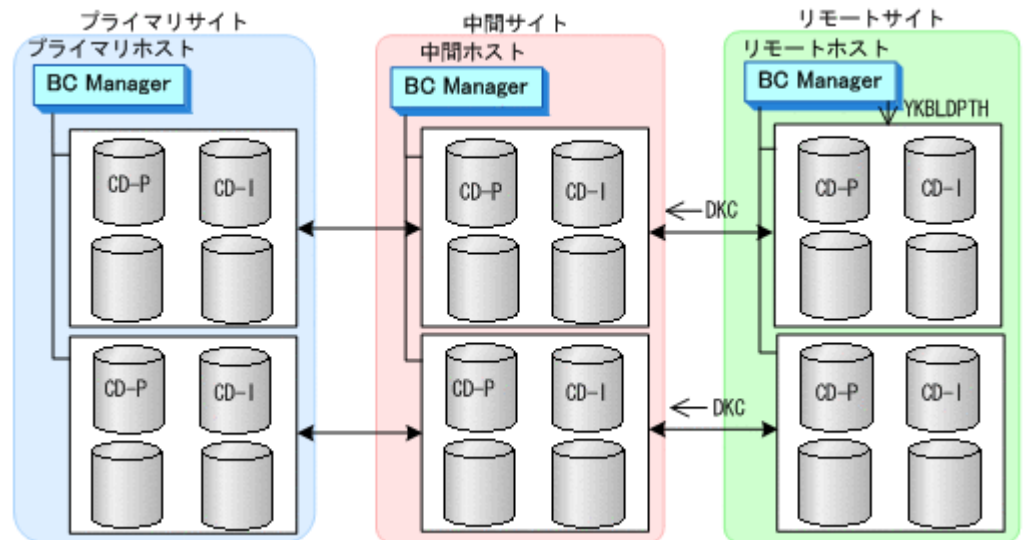 プライマリサイト
プライマリホスト
BC Manager
CD-P
CD-I
CD-P
CD-I
中間サイト
中間ホスト
BC Manager
CD-P
CD-I
CD-P
CD-I
DKC
DKC
リモートサイト
リモートホスト
BC Manager
YKBLDPTH
CD-P
CD-I
CD-P
CD-I